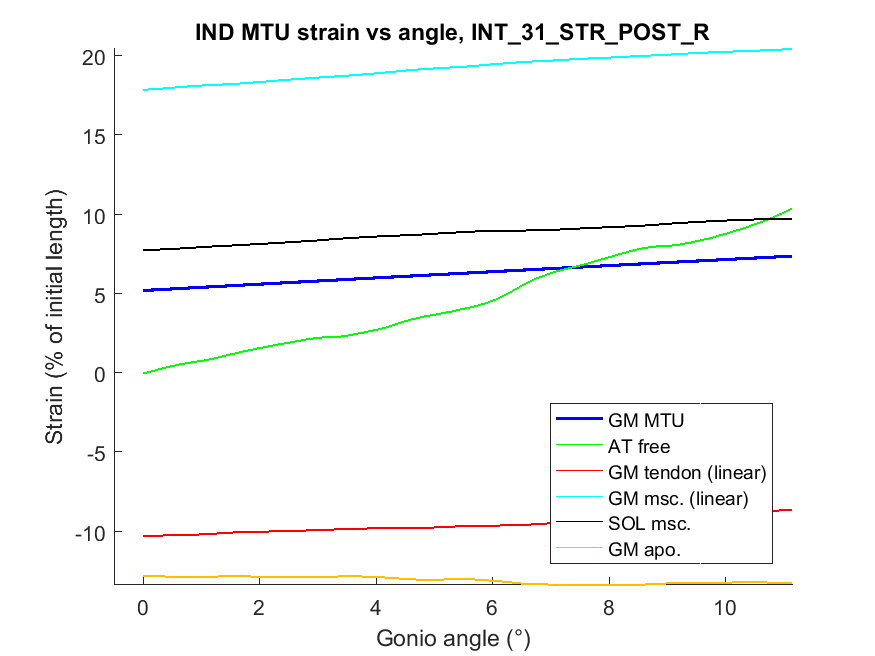 IND MTU strain vs angle, INT_31_STR_POST_R
20
15
10
5
0
-5
-10
Strain (% of initial length)
0 2 4 6 8 10
Gonio angle (°)
GM MTU
AT free
GM tendon (linear)
GM msc. (linear)
SOL msc.
GM apo.